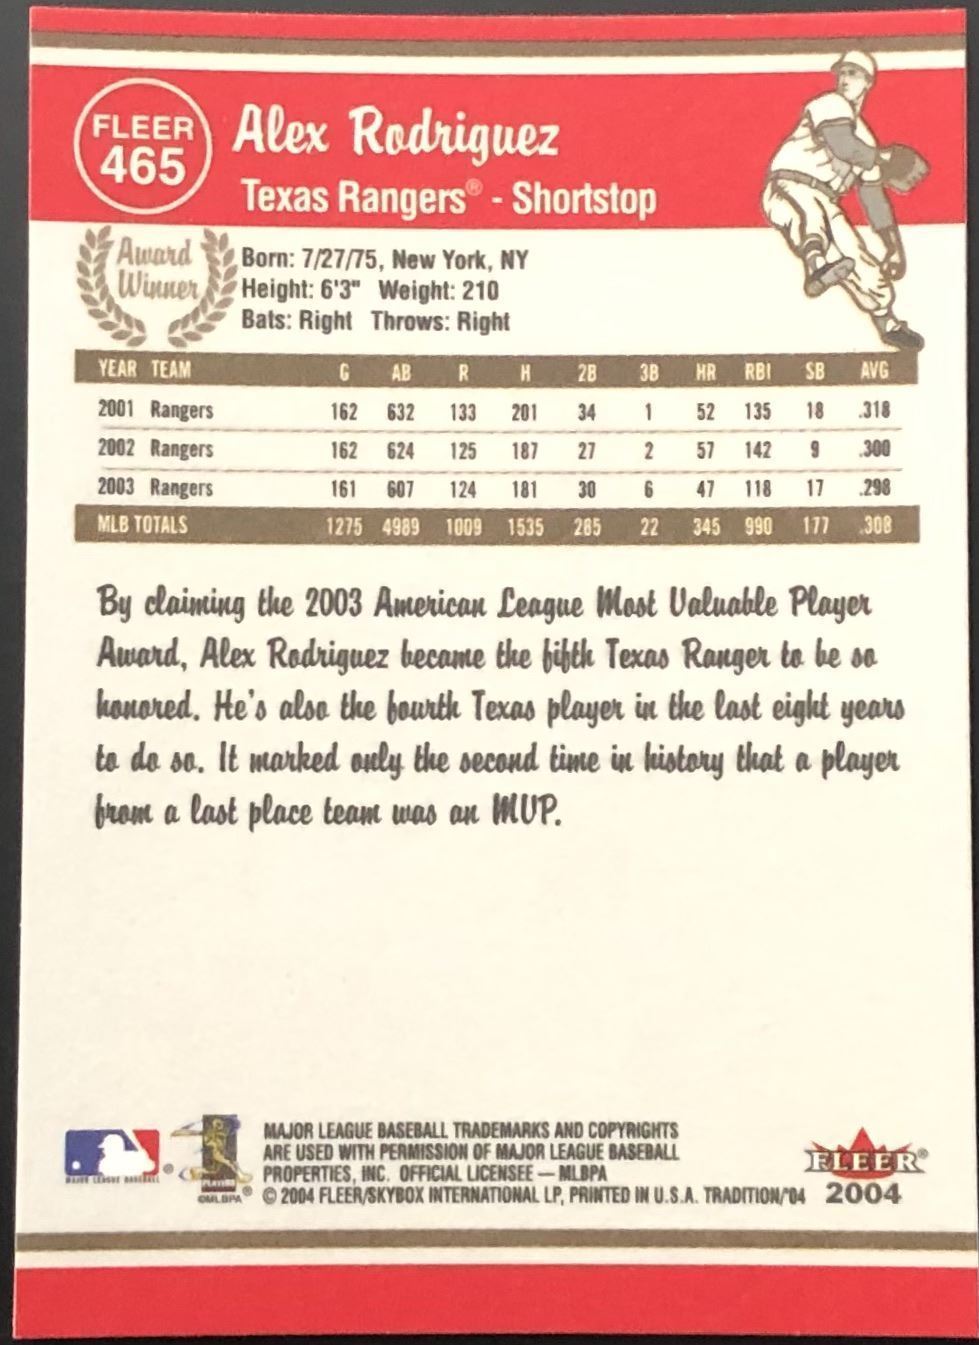 FLEER
465
Alex Rodriguez
Texas Rangers® - Shortstop
Award
Winner
Born: 7/27/75, New York, NY
Height: 6'3" Weight: 210
Bats: Right Throws: Right
YEAR TEAM G AB R H 2B 3B HR RBI SB AVG
2001 Rangers 162 632 133 201 34 1 52 135 18 .318
2002 Rangers 162 624 125 187 27 2 57 142 9 .300
2003 Rangers 161 607 124 181 30 6 47 118 17 .298
MLB TOTALS 1275 4989 1009 1535 285 22 345 990 177 .308
By claiming the 2003 American League Most Valuable Player
Award, Alex Rodriguez became the fifth Texas Ranger to be so
honored. He's also the fourth Texas player in the last eight years
to do so. It marked only the second time in history that a player
from a last place team was an MVP.
MAJOR LEAGUE BASEBALL TRADEMARKS AND COPYRIGHTS
ARE USED WITH PERMISSION OF MAJOR LEAGUE BASEBALL
PROPERTIES, INC. OFFICIAL LICENSEE — MLBPA
© 2004 FLEER/SKYBOX INTERNATIONAL LP, PRINTED IN U.S.A. TRADITION/'04
MAJOR LEAGUE BASEBALL ®
PLAYERS
©MLBPA ®
FLEER®
2004